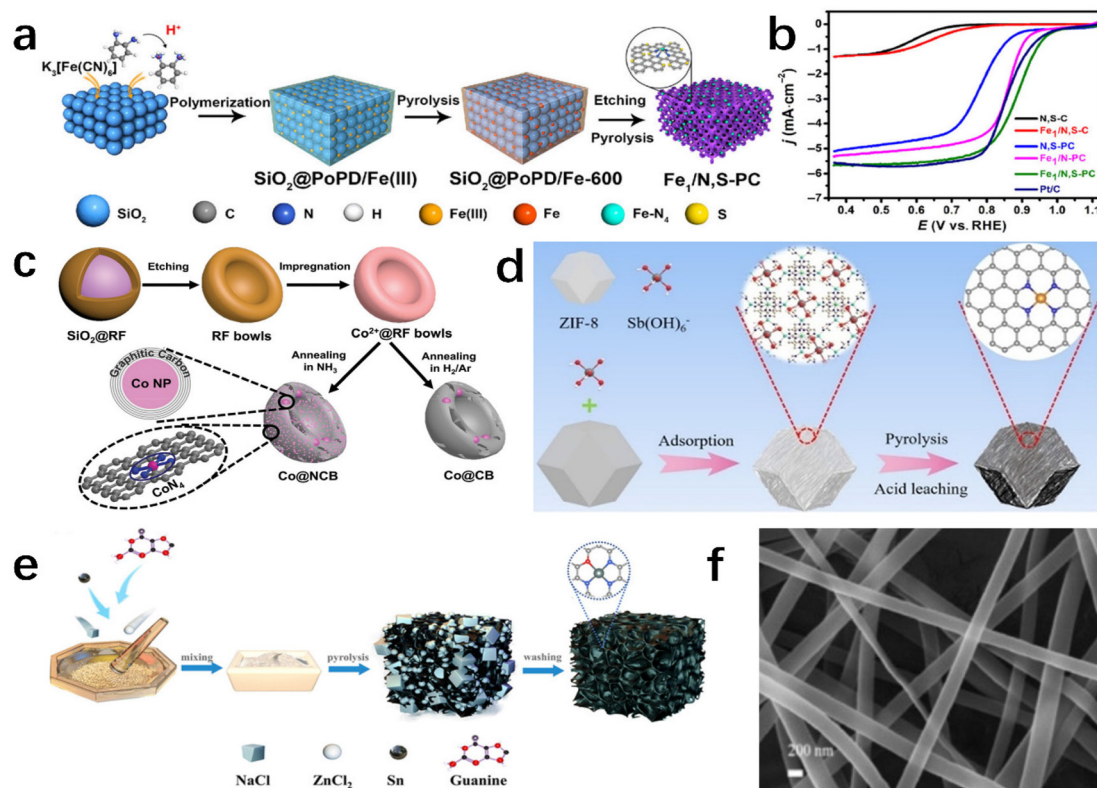 a
K₃[Fe(CN)₆]
H⁺
Polymerization
Pyrolysis
Etching
Pyrolysis
SiO₂@PoPD/Fe(III)
SiO₂@PoPD/Fe-600
Fe₁/N,S-PC
SiO₂
C
N
H
Fe(III)
Fe
Fe-N₄
S
b
j (mA·cm⁻²)
0
-1
-2
-3
-4
-5
-6
-7
N,S-C
Fe₁/N,S-C
N,S-PC
Fe₁/N-PC
Fe₁/N,S-PC
Pt/C
0.4 0.5 0.6 0.7 0.8 0.9 1.0 1.1
E (V vs. RHE)
c
Etching
Impregnation
SiO₂@RF
RF bowls
Co²⁺@RF bowls
Graphitic Carbon
Co NP
Annealing
in NH₃
Annealing
in H₂/Ar
CoN₄
Co@NCB
Co@CB
d
ZIF-8
Sb(OH)₆⁻
+
Adsorption
Pyrolysis
Acid leaching
e
mixing
pyrolysis
washing
NaCl
ZnCl₂
Sn
Guanine
f
200 nm